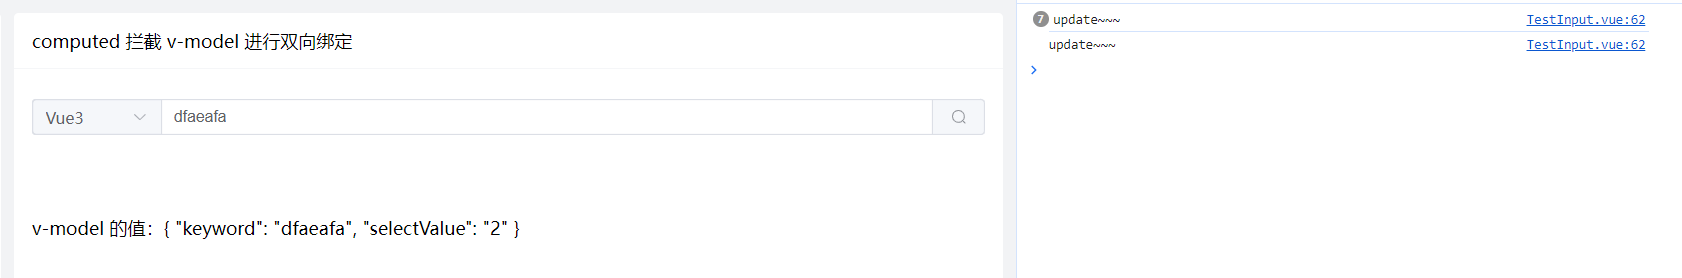 computed 拦截 v-model 进行双向绑定
Vue3
dfaeafa
v-model 的值：{ "keyword": "dfaeafa", "selectValue": "2" }
7 update~~~ TestInput.vue:62
update~~~ TestInput.vue:62